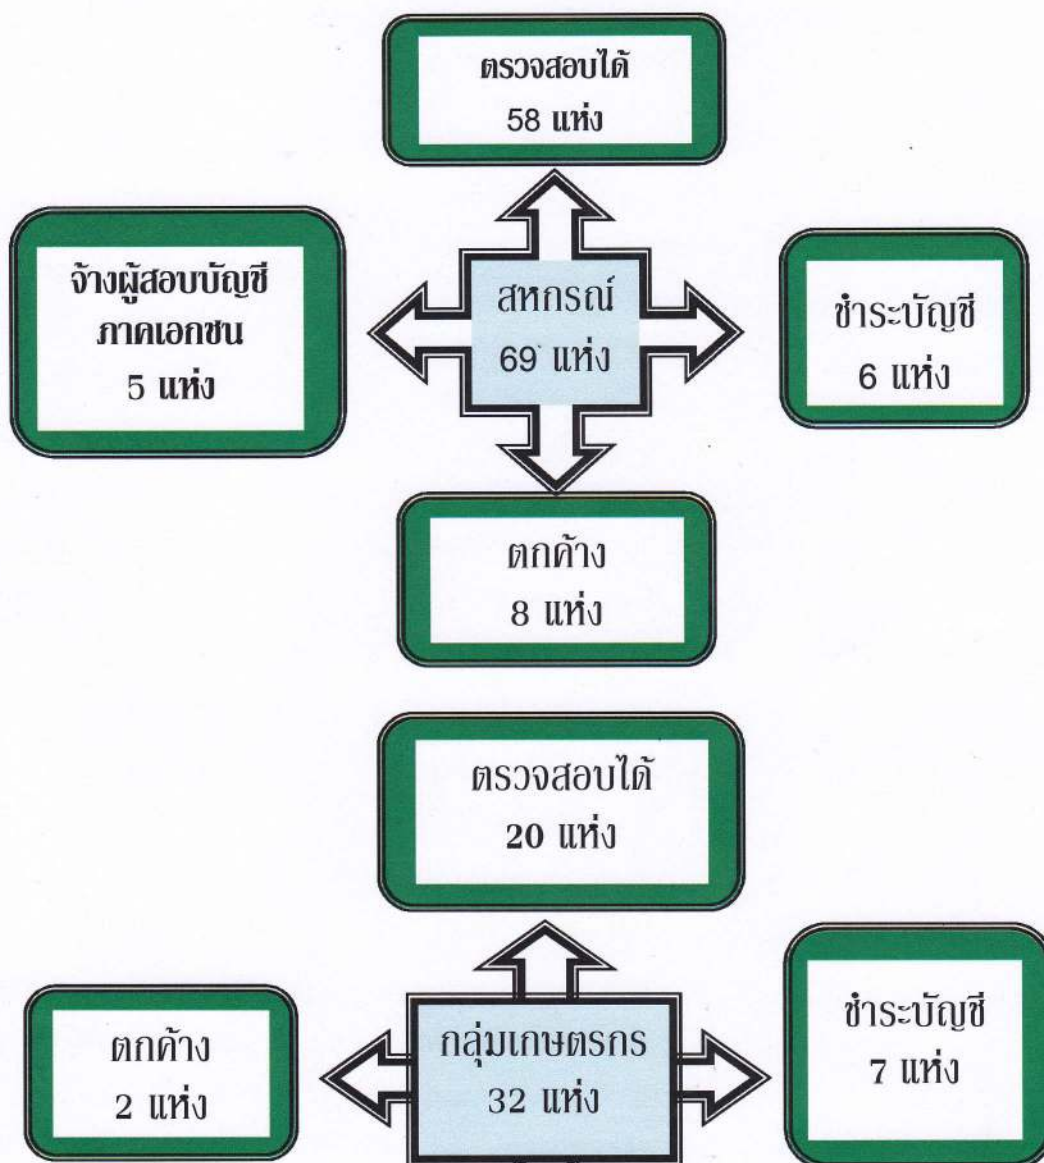 ตรวจสอบได้
58 แห่ง
จ้างผู้สอบบัญชี
ภาคเอกชน
5 แห่ง
สหกรณ์
69 แห่ง
ชำระบัญชี
6 แห่ง
ตกค้าง
8 แห่ง
ตรวจสอบได้
20 แห่ง
ตกค้าง
2 แห่ง
กลุ่มเกษตรกร
32 แห่ง
ชำระบัญชี
7 แห่ง